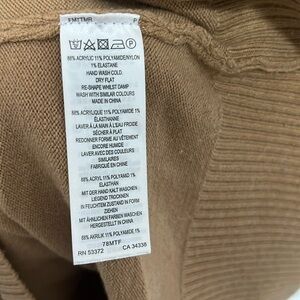 88% ACRYLIC 11% POLYAMIDE/NYLON
1% ELASTANE
HAND WASH COLD
DRY FLAT
RE-SHAPE WHILST DAMP
WASH WITH SIMILAR COLOURS
MADE IN CHINA
88% ACRYLIQUE 11% POLYAMIDE 1%
ÉLASTHANNE
LAVER À LA MAIN À L'EAU FROIDE
SÉCHER À PLAT
REDONNER FORME AU VÊTEMENT
ENCORE HUMIDE
LAVER AVEC DES COULEURS
SIMILAIRES
FABRIQUÉ EN CHINE
88% ACRYL 11% POLYAMID 1%
ELASTHAN
MIT DER HAND KALT WASCHEN
LIEGEND TROCKNEN
IN FEUCHTEM ZUSTAND IN FORM
ZIEHEN
MIT ÄHNLICHEN FARBEN WASCHEN
HERGESTELLT IN CHINA
88% AKRILIK 11% POLYAMIDE 1%
78MTF
RN 53372 CA 34338